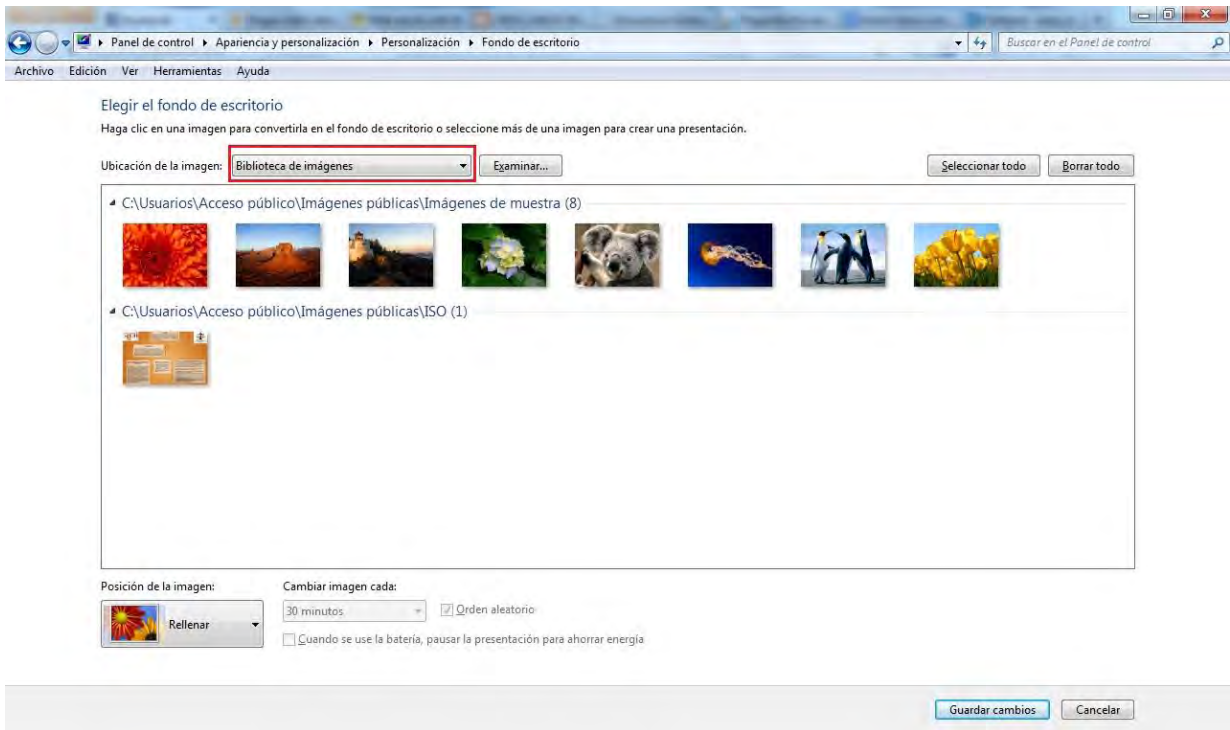 Panel de control ▸ Apariencia y personalización ▸ Personalización ▸ Fondo de escritorio
Buscar en el Panel de control
Archivo Edición Ver Herramientas Ayuda
Elegir el fondo de escritorio
Haga clic en una imagen para convertirla en el fondo de escritorio o seleccione más de una imagen para crear una presentación.
Ubicación de la imagen: Biblioteca de imágenes Examinar... Seleccionar todo Borrar todo
C:\Usuarios\Acceso público\Imágenes públicas\Imágenes de muestra (8)
C:\Usuarios\Acceso público\Imágenes públicas\ISO (1)
Posición de la imagen: Cambiar imagen cada:
Rellenar 30 minutos Orden aleatorio
Cuando se use la batería, pausar la presentación para ahorrar energía
Guardar cambios Cancelar